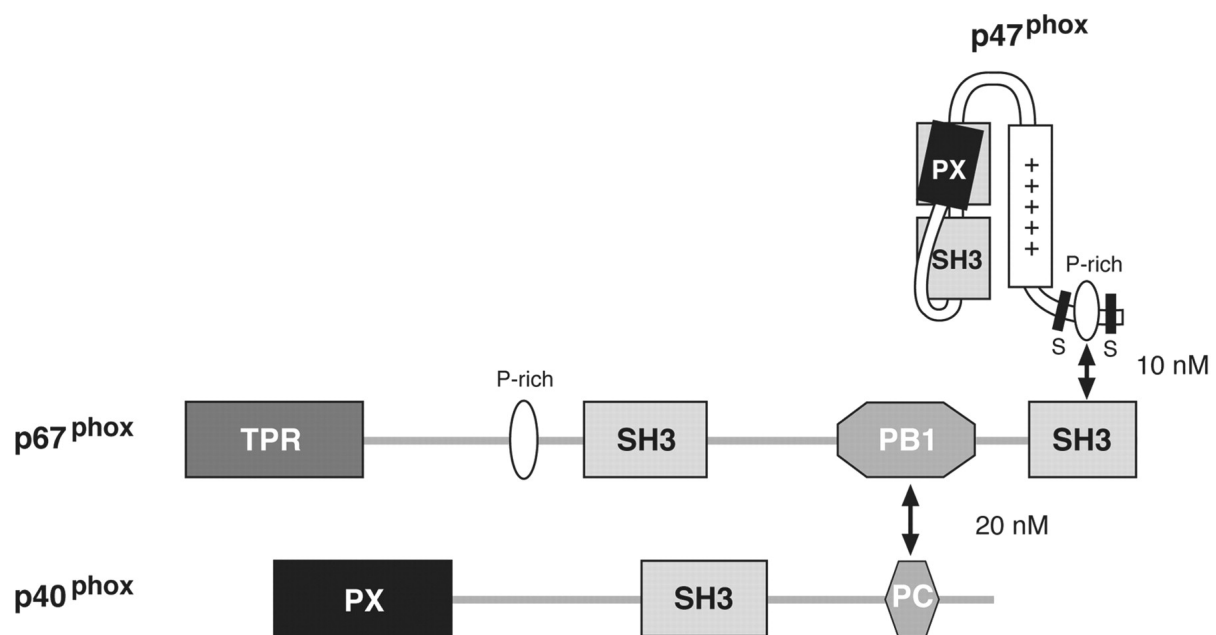 p47phox
PX
+
+
+
+
+
SH3
P-rich
S
S
10 nM
P-rich
p67phox
TPR
SH3
PB1
SH3
20 nM
p40phox
PX
SH3
PC